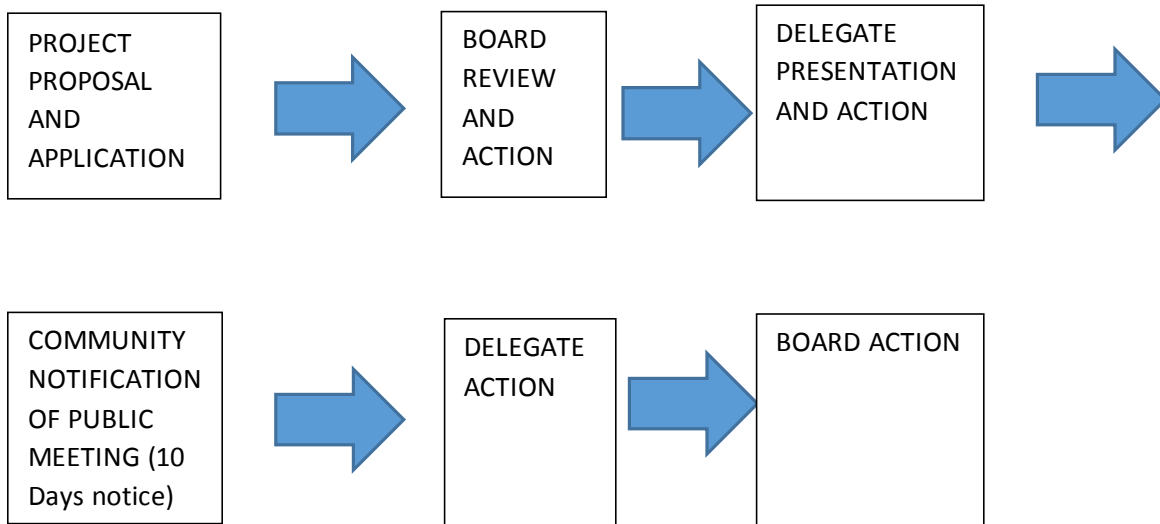 PROJECT
PROPOSAL
AND
APPLICATION
BOARD
REVIEW
AND
ACTION
DELEGATE
PRESENTATION
AND ACTION
COMMUNITY
NOTIFICATION
OF PUBLIC
MEETING (10
Days notice)
DELEGATE
ACTION
BOARD ACTION